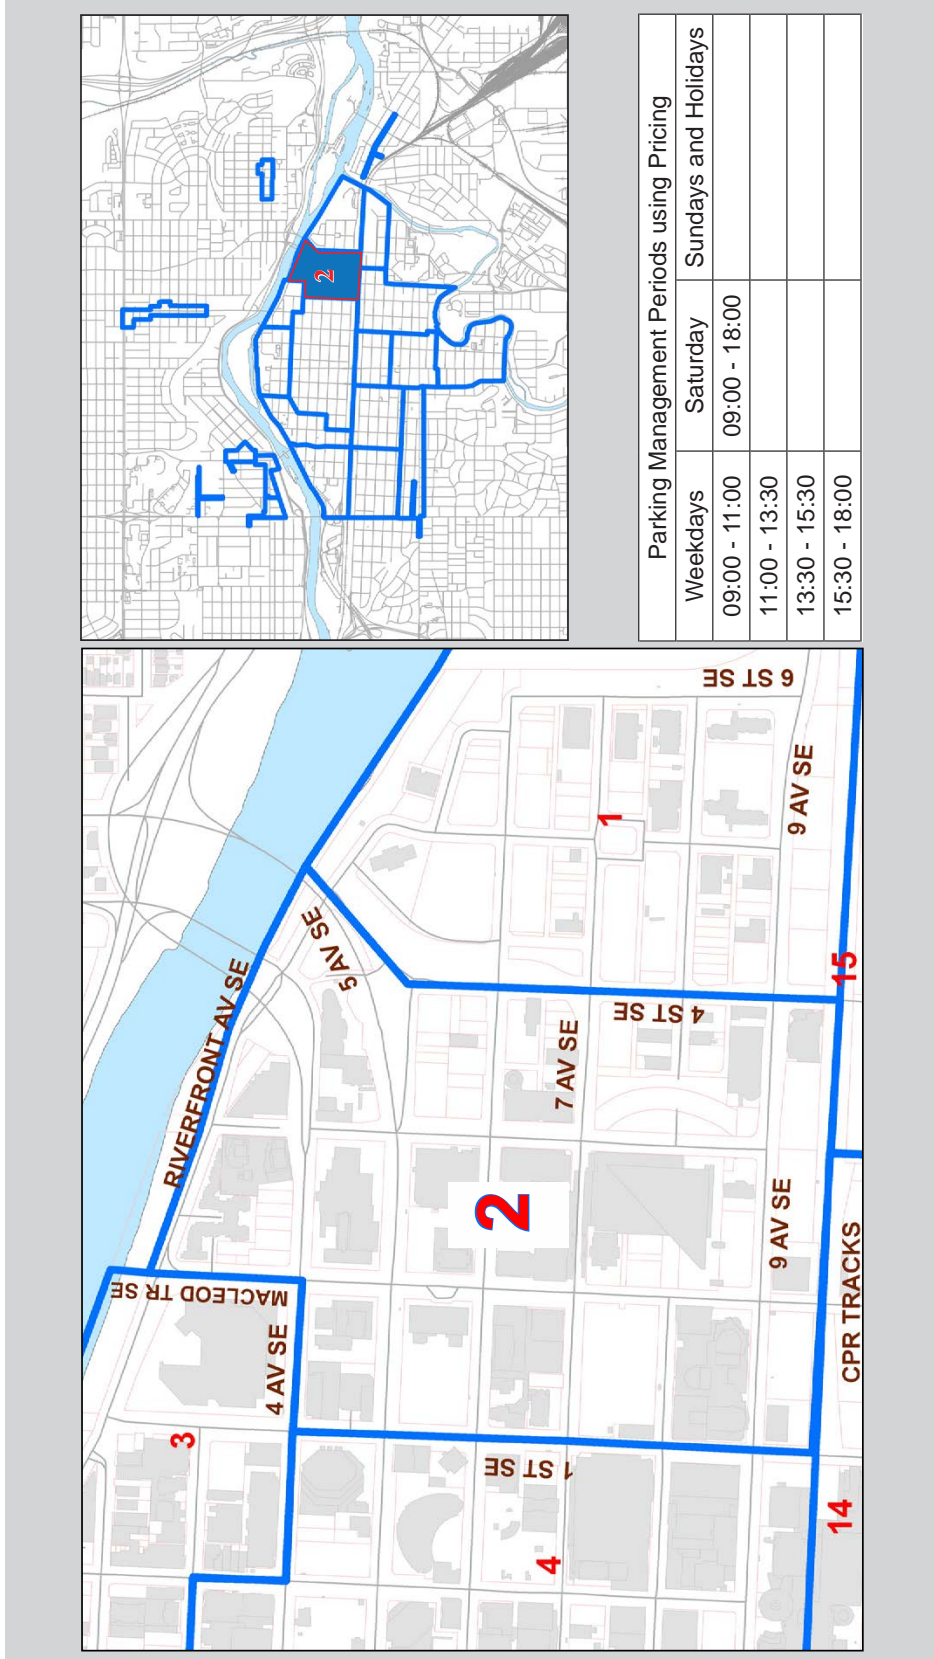 RIVERFRONT AV SE
5 AV SE
MACLEOD TR SE
4 AV SE
3
2
7 AV SE
4 ST SE
1
6 ST SE
9 AV SE
9 AV SE
1 ST SE
4
14
CPR TRACKS
15
2
Parking Management Periods using Pricing
Weekdays Saturday Sundays and Holidays
09:00 - 11:00 09:00 - 18:00
11:00 - 13:30
13:30 - 15:30
15:30 - 18:00